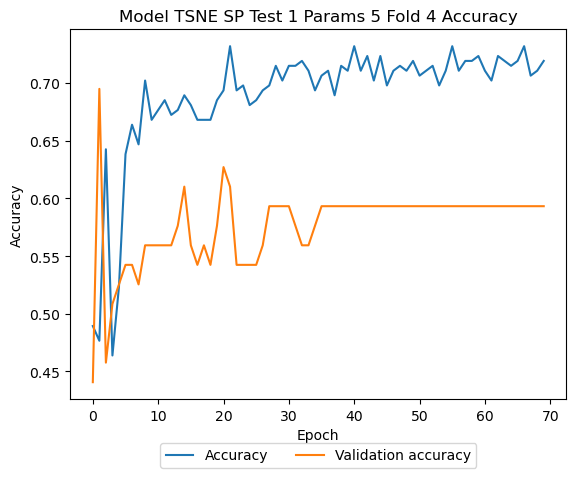 Model TSNE SP Test 1 Params 5 Fold 4 Accuracy
0.70
0.65
0.60
0.55
0.50
0.45
Accuracy
0 10 20 30 40 50 60 70
Epoch
Accuracy Validation accuracy